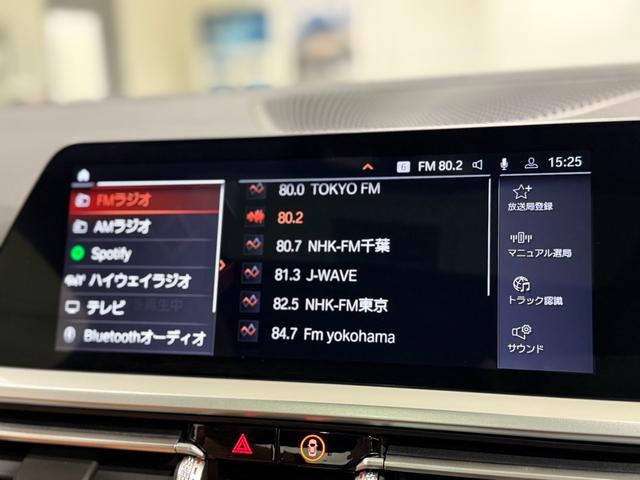 FM 80.2
15:25
FMラジオ
AMラジオ
Spotify
ハイウェイラジオ
テレビ
Bluetoothオーディオ
80.0 TOKYO FM
80.2
80.7 NHK-FM千葉
81.3 J-WAVE
82.5 NHK-FM東京
84.7 Fm yokohama
放送局登録
マニュアル選局
トラック認識
サウンド